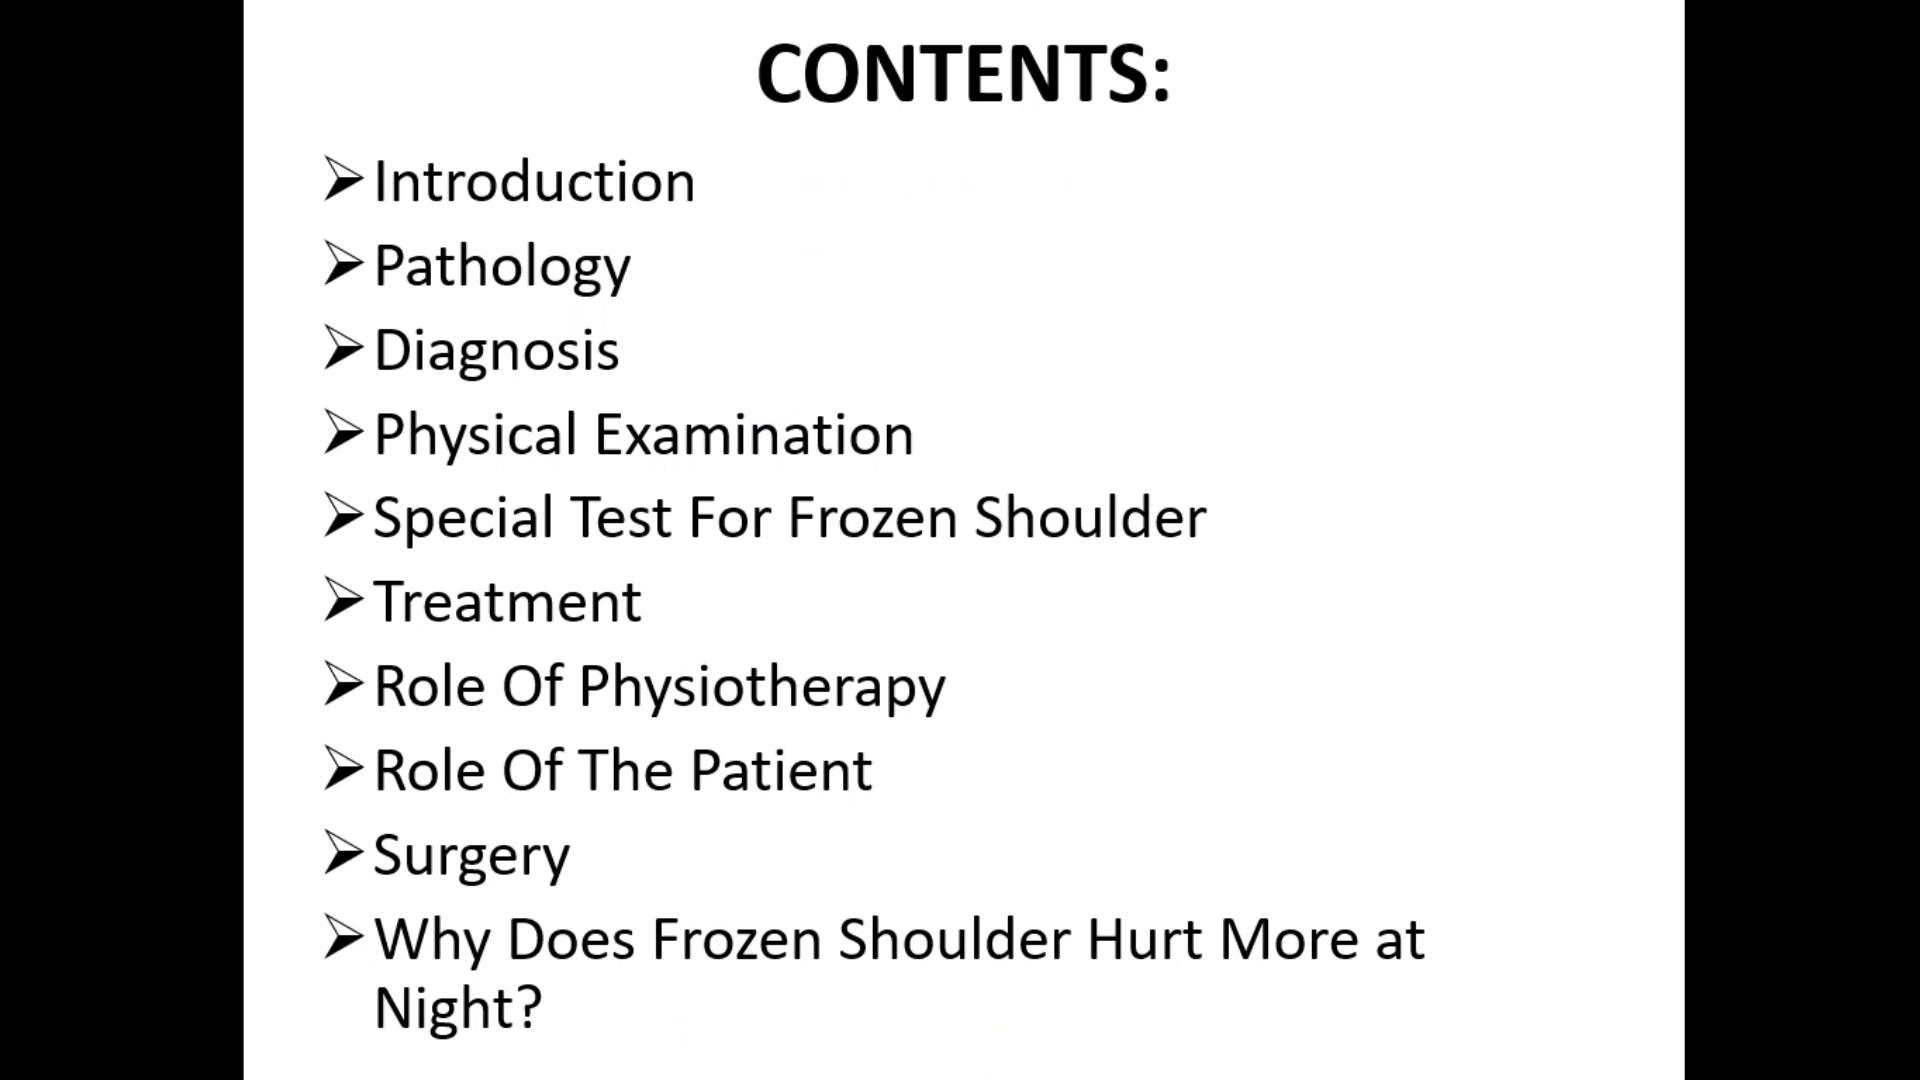 CONTENTS:
Introduction
Pathology
Diagnosis
Physical Examination
Special Test For Frozen Shoulder
Treatment
Role Of Physiotherapy
Role Of The Patient
Surgery
Why Does Frozen Shoulder Hurt More at
Night?